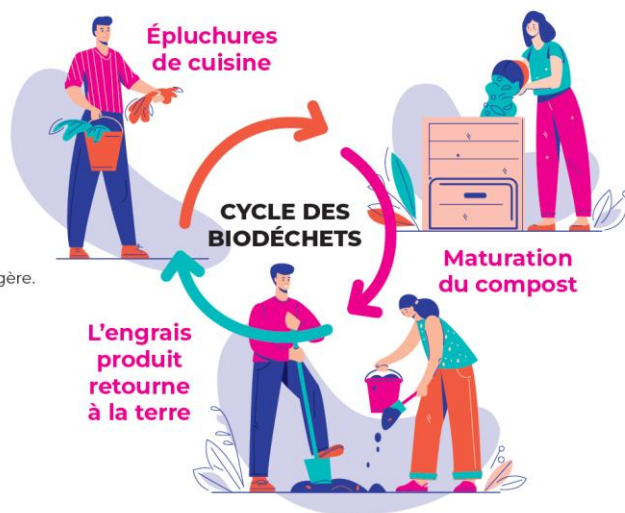 Épluchures
de cuisine
CYCLE DES
BIODÉCHETS
Maturation
du compost
gère.
L'engrais
produit
retourne
à la terre